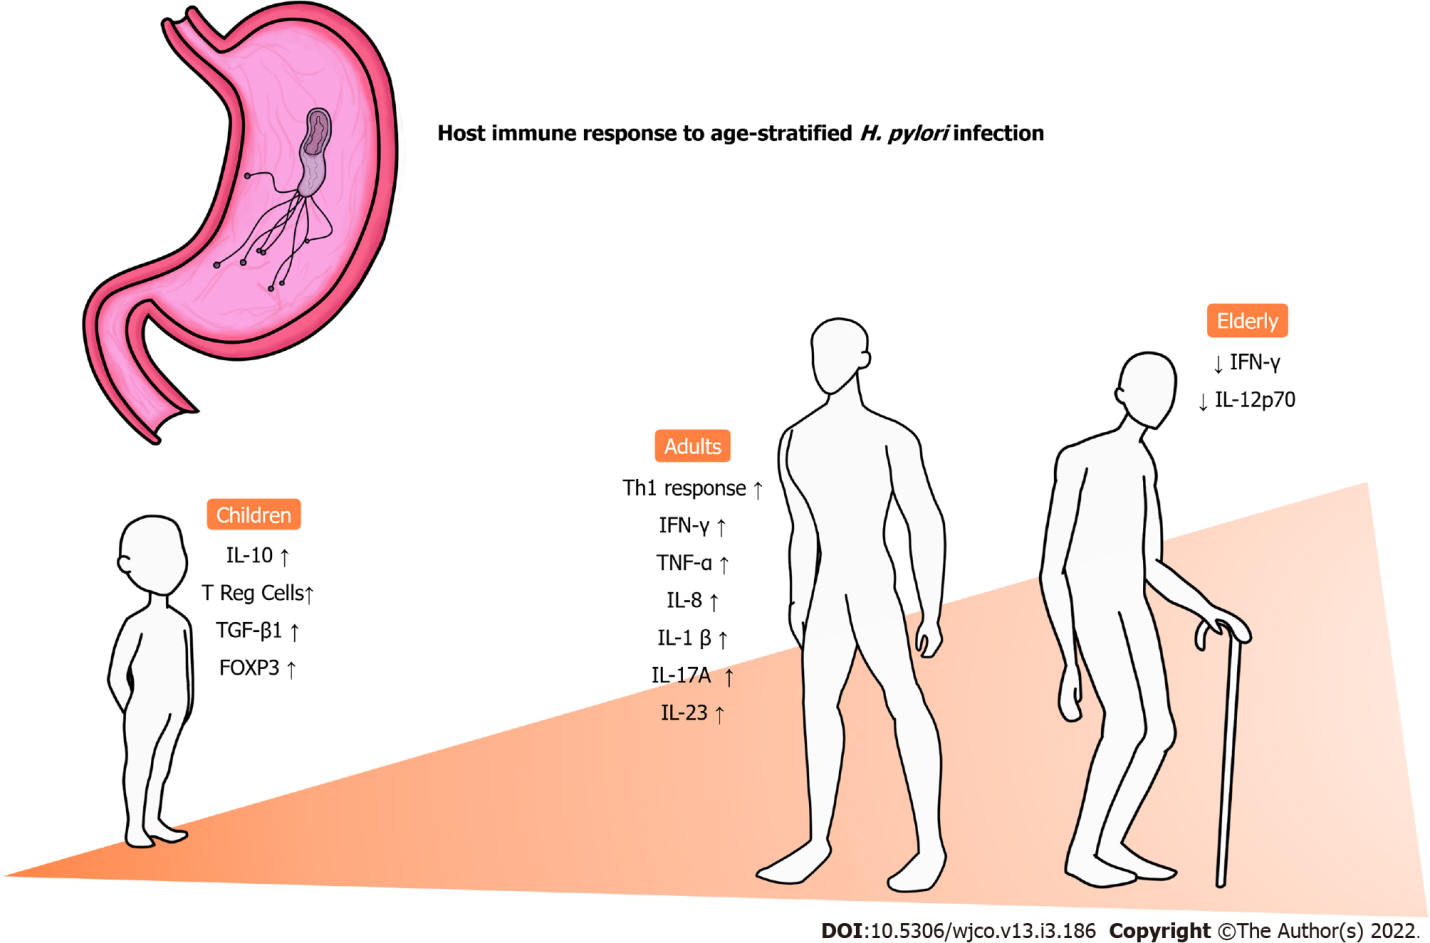 Host immune response to age-stratified H. pylori infection
Elderly
↓ IFN-γ
↓ IL-12p70
Adults
Th1 response ↑
IFN-γ ↑
TNF-α ↑
IL-8 ↑
IL-1 β ↑
IL-17A ↑
IL-23 ↑
Children
IL-10 ↑
T Reg Cells↑
TGF-β1 ↑
FOXP3 ↑
DOI:10.5306/wjco.v13.i3.186 Copyright ©The Author(s) 2022.